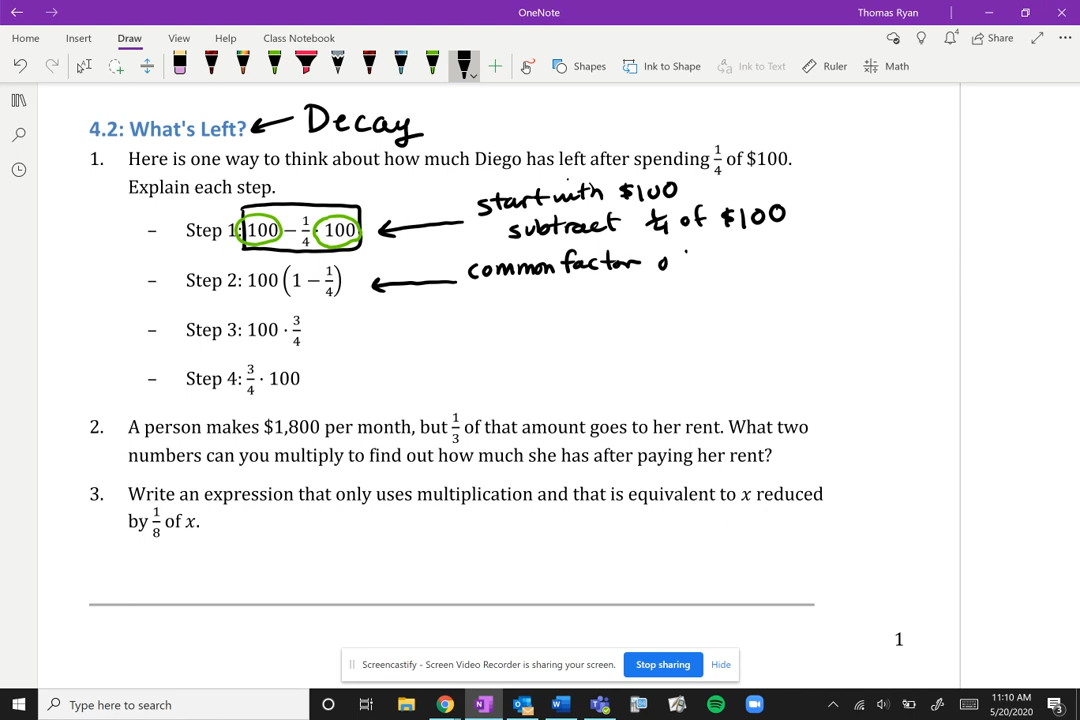 OneNote
Thomas Ryan
Home Insert Draw View Help Class Notebook
4
Share
Shapes Ink to Shape Ink to Text Ruler Math
4.2: What's Left? Decay
1. Here is one way to think about how much Diego has left after spending 1/4 of $100.
Explain each step.
start with $100
– Step 1: 100 − 1/4 · 100
subtract 1/4 of $100
common factor o
– Step 2: 100 (1 − 1/4)
– Step 3: 100 · 3/4
– Step 4: 3/4 · 100
2. A person makes $1,800 per month, but 1/3 of that amount goes to her rent. What two
numbers can you multiply to find out how much she has after paying her rent?
3. Write an expression that only uses multiplication and that is equivalent to x reduced
by 1/8 of x.
1
Screencastify - Screen Video Recorder is sharing your screen. Stop sharing Hide
Type here to search
11:10 AM
5/20/2020
3